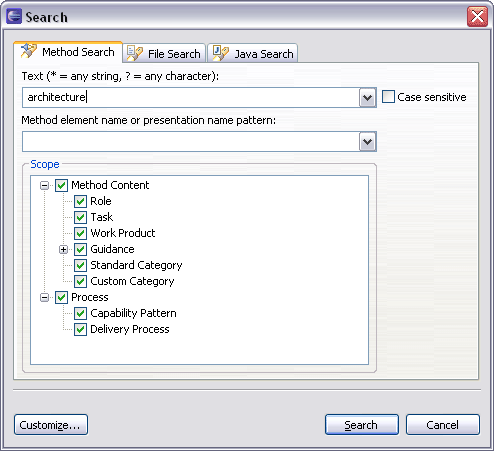 Search
Method Search File Search Java Search
Text (* = any string, ? = any character):
architecture
Case sensitive
Method element name or presentation name pattern:
Scope
Method Content
Role
Task
Work Product
Guidance
Standard Category
Custom Category
Process
Capability Pattern
Delivery Process
Customize... Search Cancel